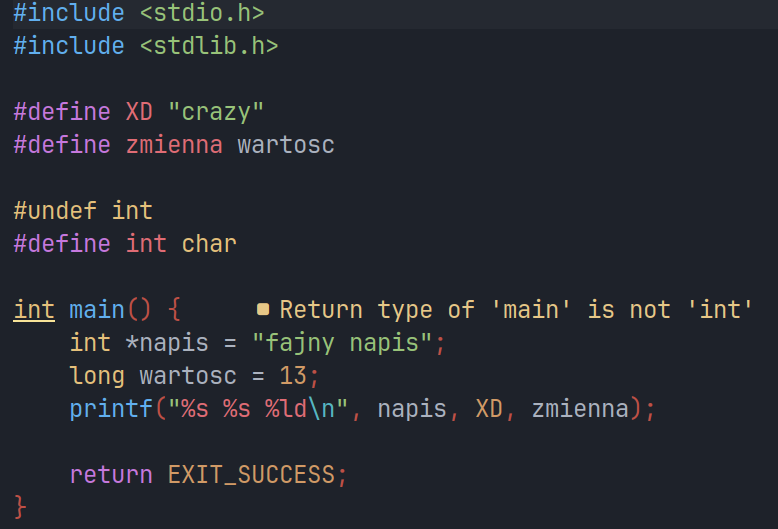 #include <stdio.h>
#include <stdlib.h>
#define XD "crazy"
#define zmienna wartosc
#undef int
#define int char
int main() { Return type of 'main' is not 'int'
int *napis = "fajny napis";
long wartosc = 13;
printf("%s %s %ld\n", napis, XD, zmienna);
return EXIT_SUCCESS;
}